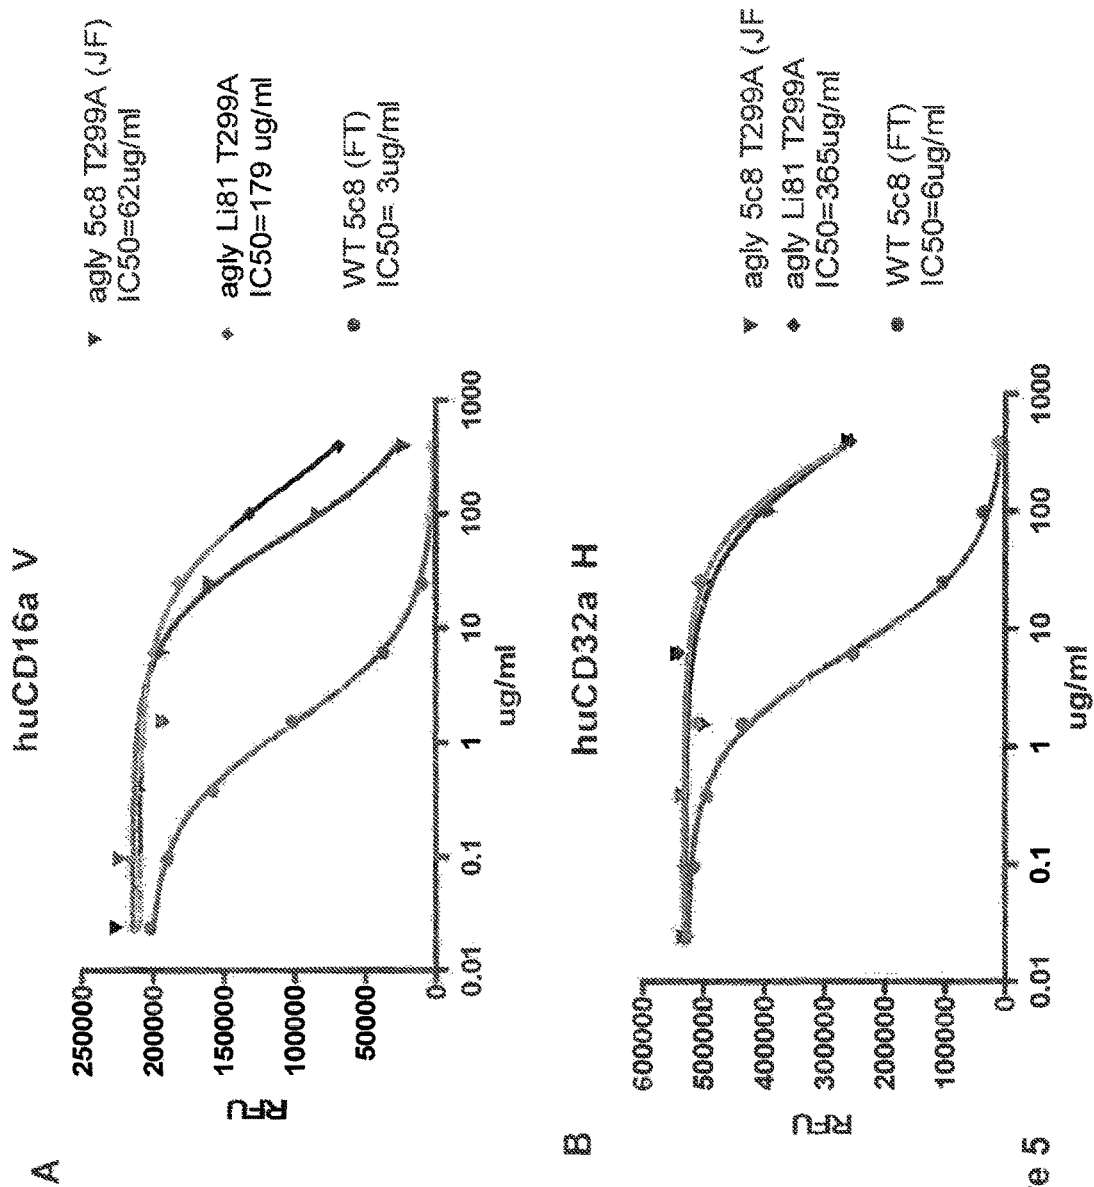 A
huCD16a V
RFU
250000
200000
150000
100000
50000
0
0.01
0.1
1
10
100
1000
ug/ml
agly 5c8 T299A (JF)
IC50=62ug/ml
agly Li81 T299A
IC50=179 ug/ml
WT 5c8 (FT)
IC50= 3ug/ml
B
huCD32a H
RFU
600000
500000
400000
300000
200000
100000
0
0.01
0.1
1
10
100
1000
ug/ml
agly 5c8 T299A (JF
agly Li81 T299A
IC50=365ug/ml
WT 5c8 (FT)
IC50=6ug/ml
e 5